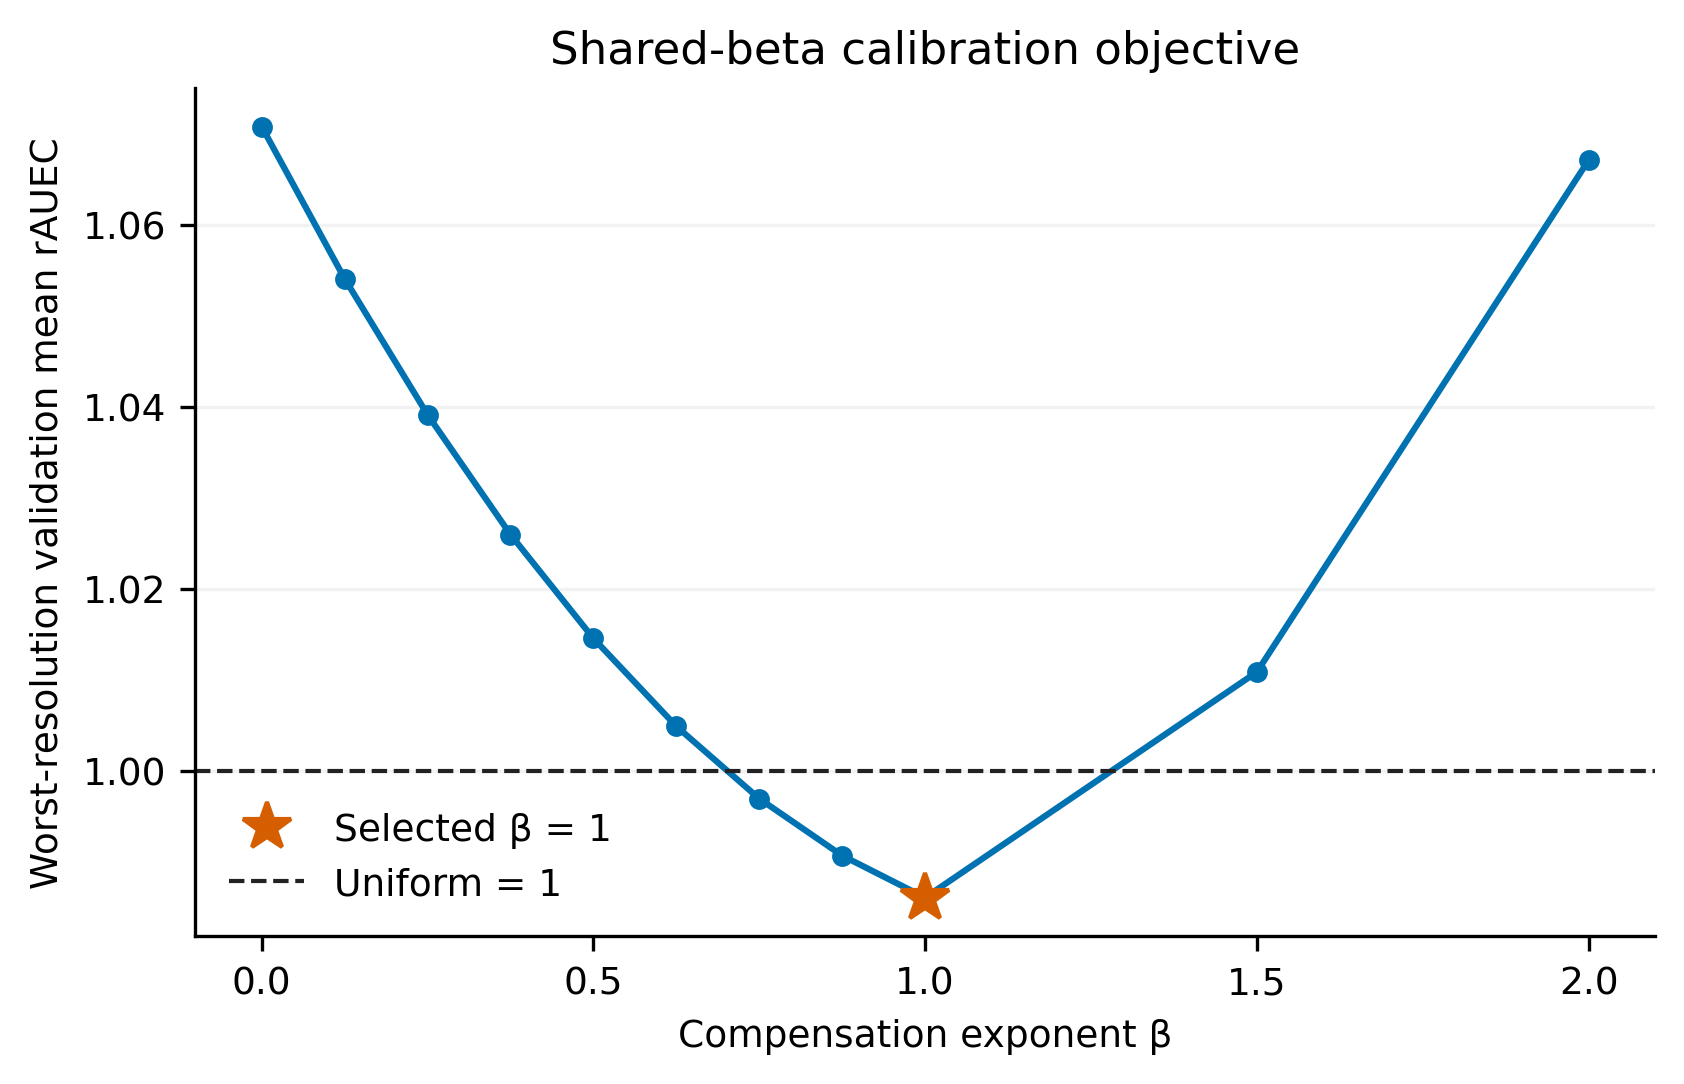 Shared-beta calibration objective
Worst-resolution validation mean rAUEC
1.06
1.04
1.02
1.00
Selected β = 1
Uniform = 1
0.0 0.5 1.0 1.5 2.0
Compensation exponent β